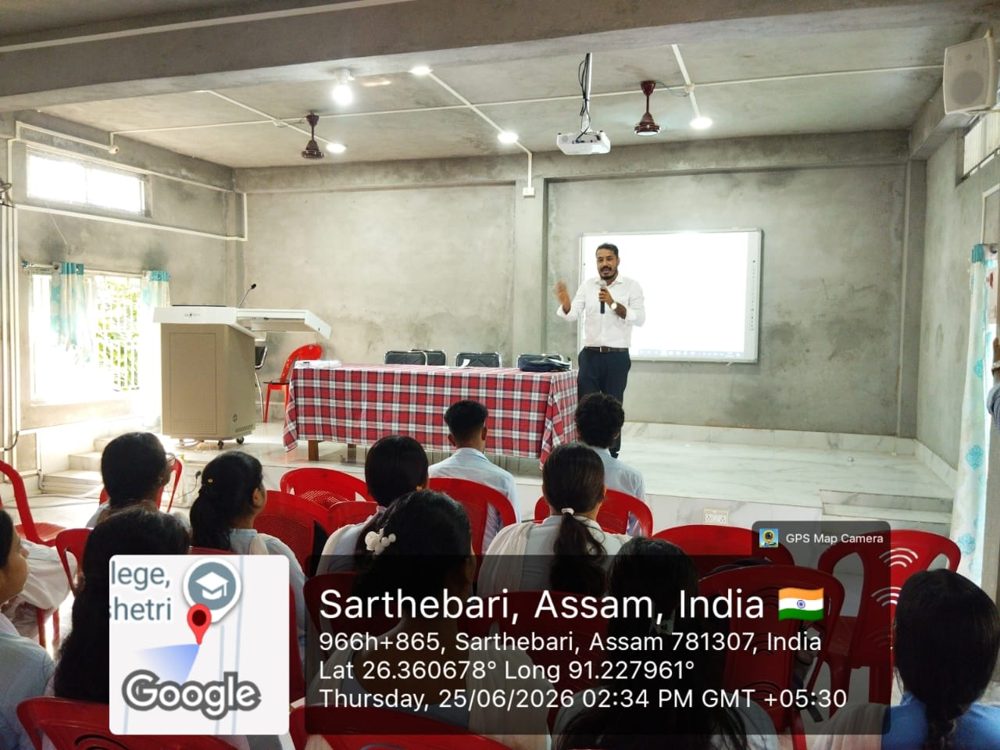 GPS Map Camera
lege,
hetri
Google
Sarthebari, Assam, India
966h+865, Sarthebari, Assam 781307, India
Lat 26.360678° Long 91.227961°
Thursday, 25/06/2026 02:34 PM GMT +05:30